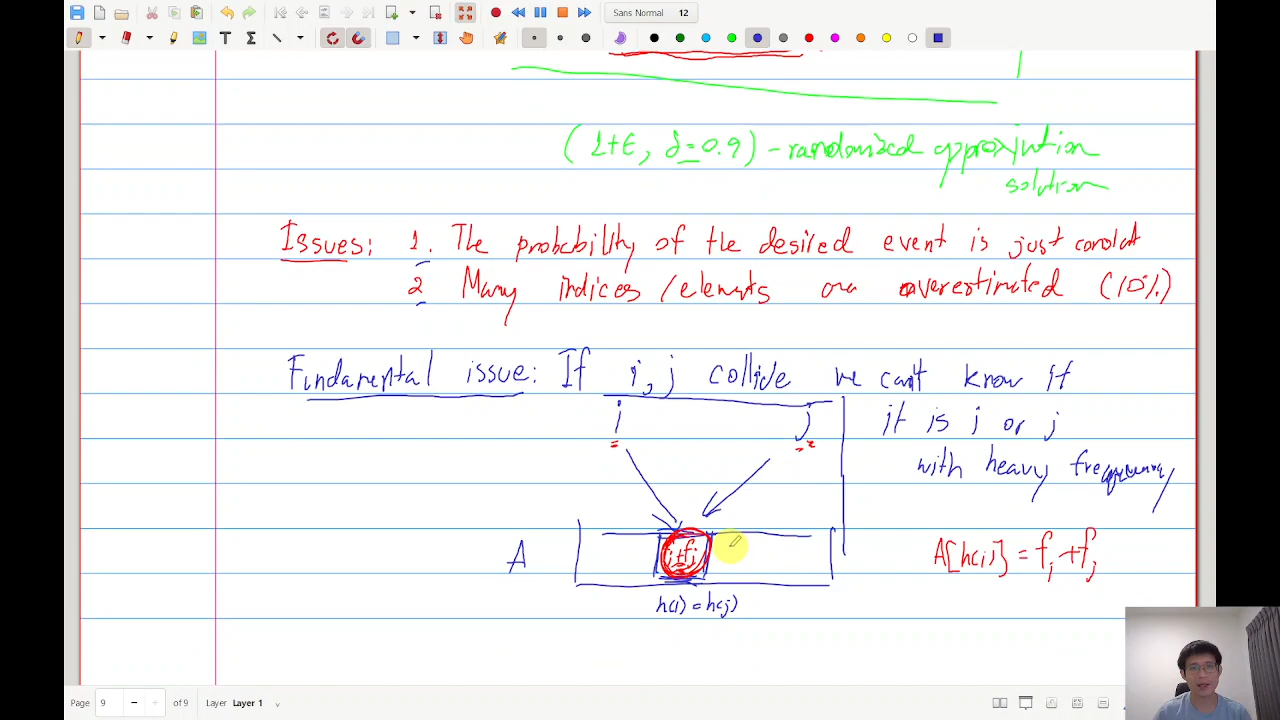 Sans Normal 12
(1+ε, δ=0.9) - randomized approximation
solution
Issues: 1. The probability of the desired event is just constat
2 Many indices/elements are overestimated (10%)
Fundamental issue: If i, j collide we can't know if
it is i or j
with heavy frequency
i j
A
i+fj
A[h(i)] = fi + fj
h(i) = h(j)
Page 9 of 9 Layer Layer 1